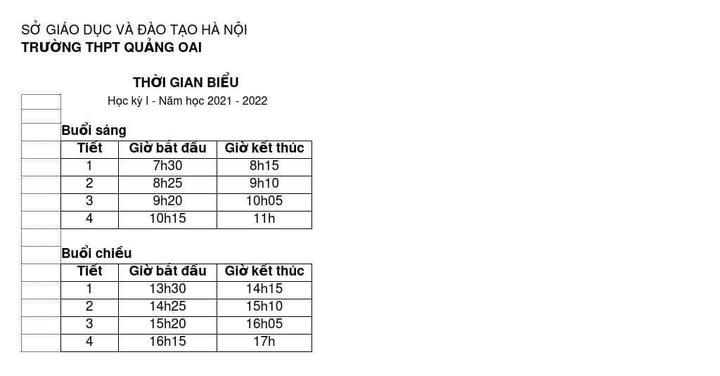 SỞ GIÁO DỤC VÀ ĐÀO TẠO HÀ NỘI
TRƯỜNG THPT QUẢNG OAI
THỜI GIAN BIỂU
Học kỳ I - Năm học 2021 - 2022
Buổi sáng
Tiết Giờ bắt đầu Giờ kết thúc
1 7h30 8h15
2 8h25 9h10
3 9h20 10h05
4 10h15 11h
Buổi chiều
Tiết Giờ bắt đầu Giờ kết thúc
1 13h30 14h15
2 14h25 15h10
3 15h20 16h05
4 16h15 17h